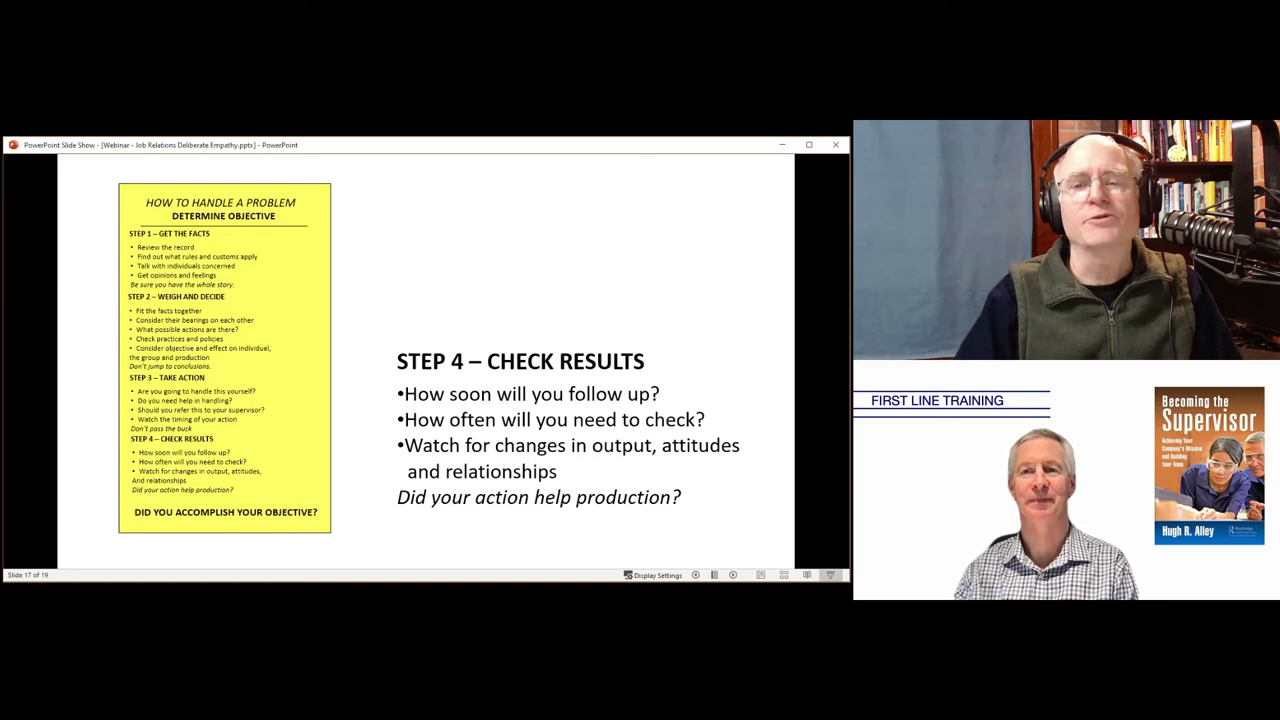 PowerPoint Slide Show - [Webinar - Job Relations Deliberate Empathy.pptx] - PowerPoint
HOW TO HANDLE A PROBLEM
DETERMINE OBJECTIVE
STEP 1 – GET THE FACTS
• Review the record
• Find out what rules and customs apply
• Talk with individuals concerned
• Get opinions and feelings
Be sure you have the whole story.
STEP 2 – WEIGH AND DECIDE
• Fit the facts together
• Consider their bearings on each other
• What possible actions are there?
• Check practices and policies
• Consider objective and effect on individual,
the group and production
Don't jump to conclusions.
STEP 3 – TAKE ACTION
• Are you going to handle this yourself?
• Do you need help in handling?
• Should you refer this to your supervisor?
• Watch the timing of your action
Don't pass the buck
STEP 4 – CHECK RESULTS
• How soon will you follow up?
• How often will you need to check?
• Watch for changes in output, attitudes,
And relationships
Did your action help production?
DID YOU ACCOMPLISH YOUR OBJECTIVE?
STEP 4 – CHECK RESULTS
•How soon will you follow up?
•How often will you need to check?
•Watch for changes in output, attitudes
and relationships
Did your action help production?
Slide 17 of 19
Display Settings
FIRST LINE TRAINING
Becoming the
Supervisor
Achieving Your
Company's Mission
and Building
Your Team
Hugh R. Alley
Routledge